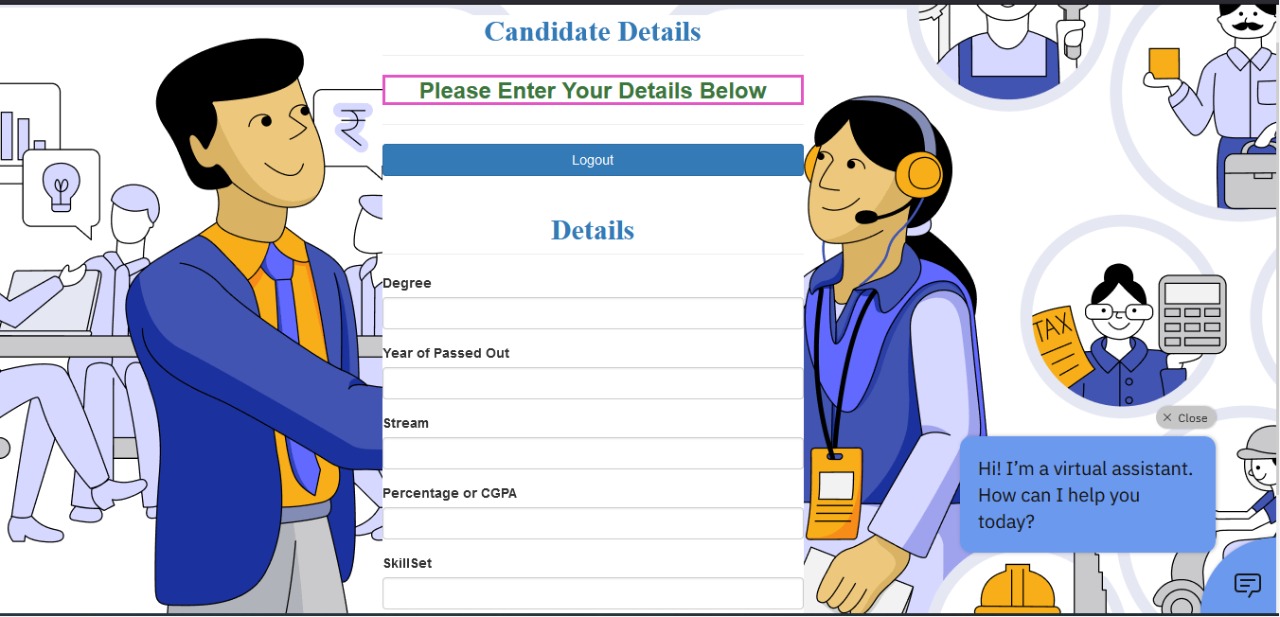 Candidate Details
Please Enter Your Details Below
₹
Logout
Details
Degree
Year of Passed Out
TAX
Stream
× Close
Percentage or CGPA
Hi! I'm a virtual assistant.
How can I help you
today?
SkillSet